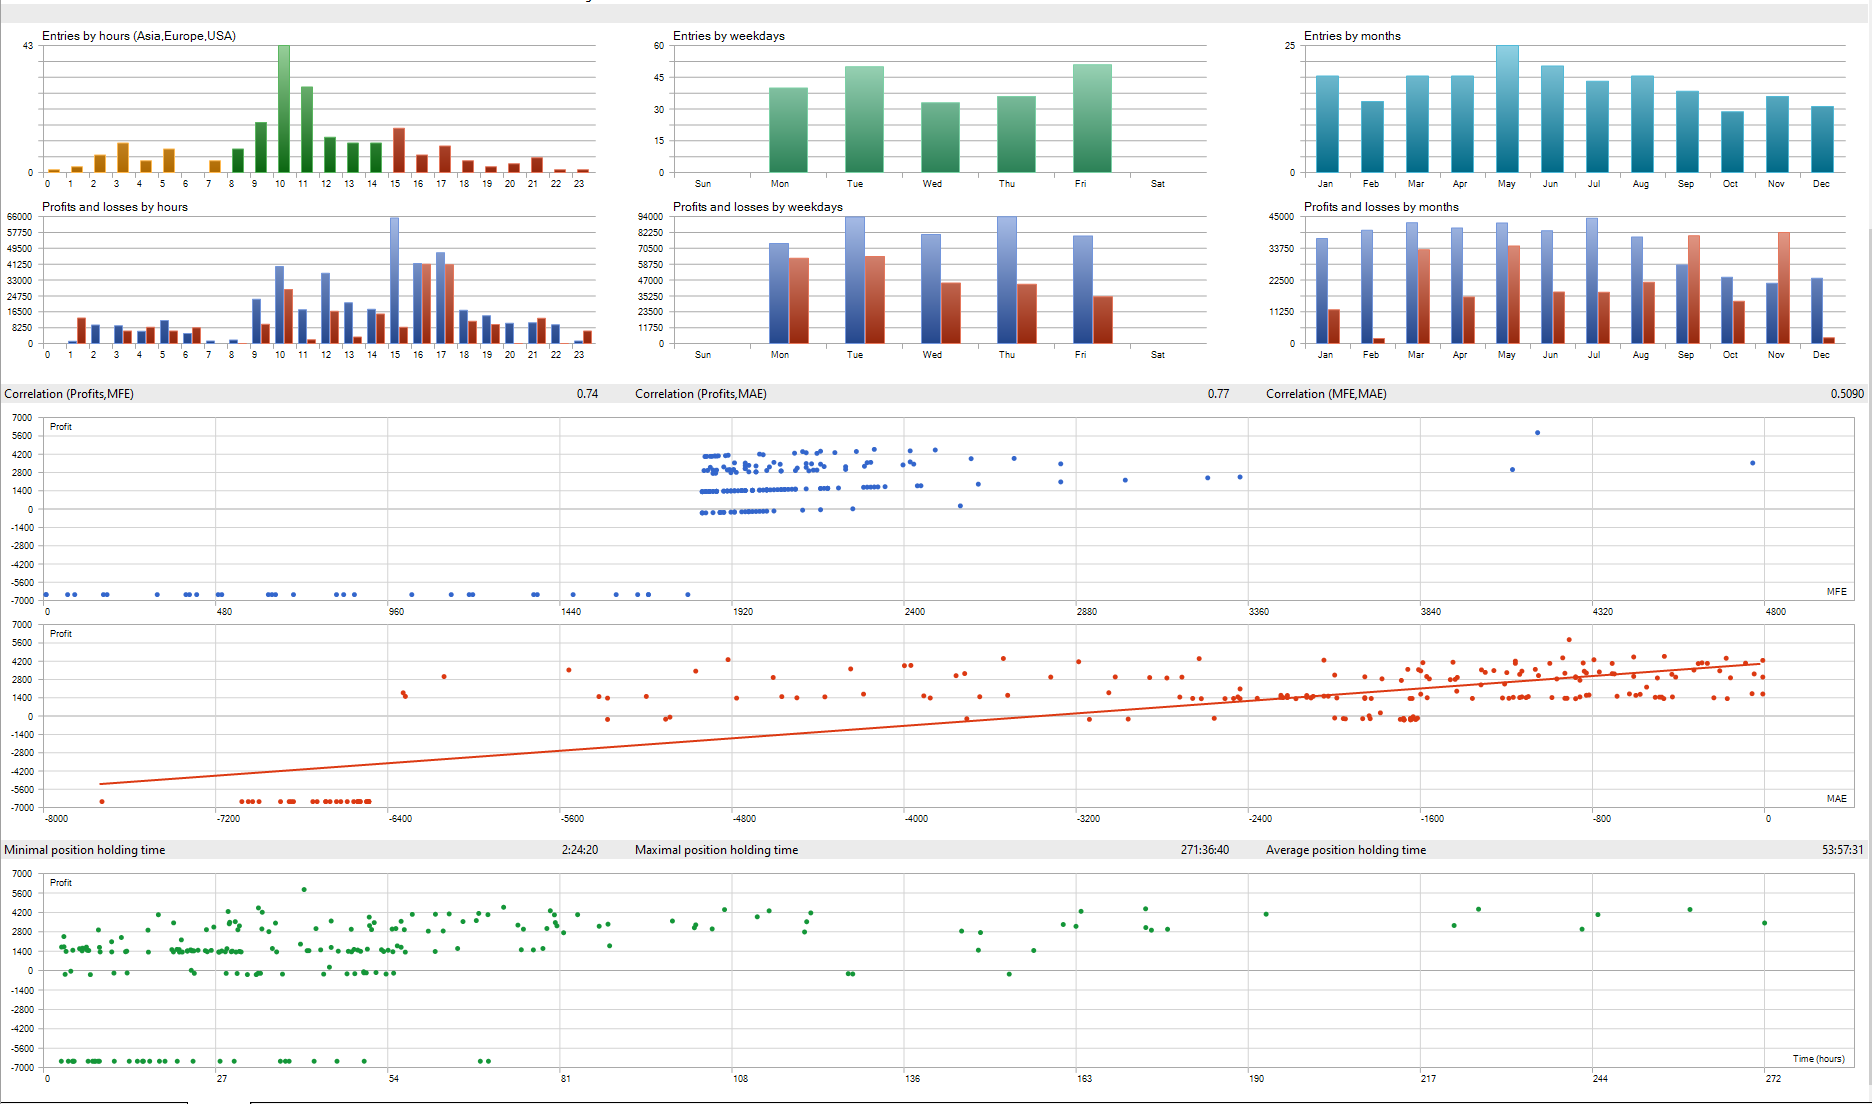 Entries by hours (Asia,Europe,USA) Entries by weekdays Entries by months
43 60 25
45
30
15
0 0 0
0 1 2 3 4 5 6 7 8 9 10 11 12 13 14 15 16 17 18 19 20 21 22 23 Sun Mon Tue Wed Thu Fri Sat Jan Feb Mar Apr May Jun Jul Aug Sep Oct Nov Dec
Profits and losses by hours Profits and losses by weekdays Profits and losses by months
66000 94000 45000
57750 82250
49500 70500 33750
41250 58750
33000 47000 22500
24750 35250
16500 23500 11250
8250 11750
0 0 0
0 1 2 3 4 5 6 7 8 9 10 11 12 13 14 15 16 17 18 19 20 21 22 23 Sun Mon Tue Wed Thu Fri Sat Jan Feb Mar Apr May Jun Jul Aug Sep Oct Nov Dec
Correlation (Profits,MFE) 0.74 Correlation (Profits,MAE) 0.77 Correlation (MFE,MAE) 0.5090
7000
Profit
5600
4200
2800
1400
0
-1400
-2800
-4200
-5600
MFE
-7000
0 480 960 1440 1920 2400 2880 3360 3840 4320 4800
7000
Profit
5600
4200
2800
1400
0
-1400
-2800
-4200
-5600
MAE
-7000
-8000 -7200 -6400 -5600 -4800 -4000 -3200 -2400 -1600 -800 0
Minimal position holding time 2:24:20 Maximal position holding time 271:36:40 Average position holding time 53:57:31
7000
Profit
5600
4200
2800
1400
0
-1400
-2800
-4200
-5600
Time (hours)
-7000
0 27 54 81 108 136 163 190 217 244 272